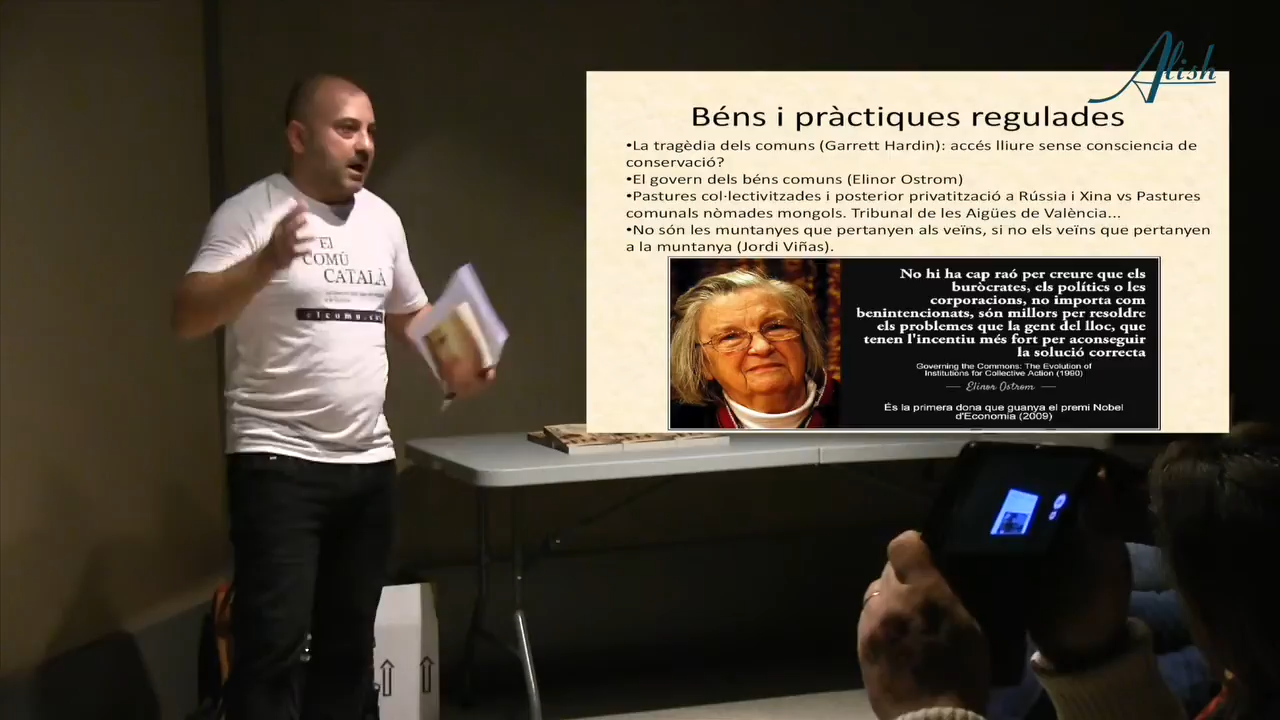 Alish
Béns i pràctiques regulades
•La tragèdia dels comuns (Garrett Hardin): accés lliure sense consciencia de
conservació?
•El govern dels béns comuns (Elinor Ostrom)
•Pastures col·lectivitzades i posterior privatització a Rússia i Xina vs Pastures
comunals nòmades mongols. Tribunal de les Aigües de València...
•No són les muntanyes que pertanyen als veïns, si no els veïns que pertanyen
a la muntanya (Jordi Viñas).
No hi ha cap raó per creure que els
buròcrates, els polítics o les
corporacions, no importa com
benintencionats, són millors per resoldre
els problemes que la gent del lloc, que
tenen l'incentiu més fort per aconseguir
la solució correcta
Governing the Commons: The Evolution of
Institutions for Collective Action (1990)
Elinor Ostrom
És la primera dona que guanya el premi Nobel
d'Economia (2009)
El
COMÚ
CATALÀ
elcomu.cat